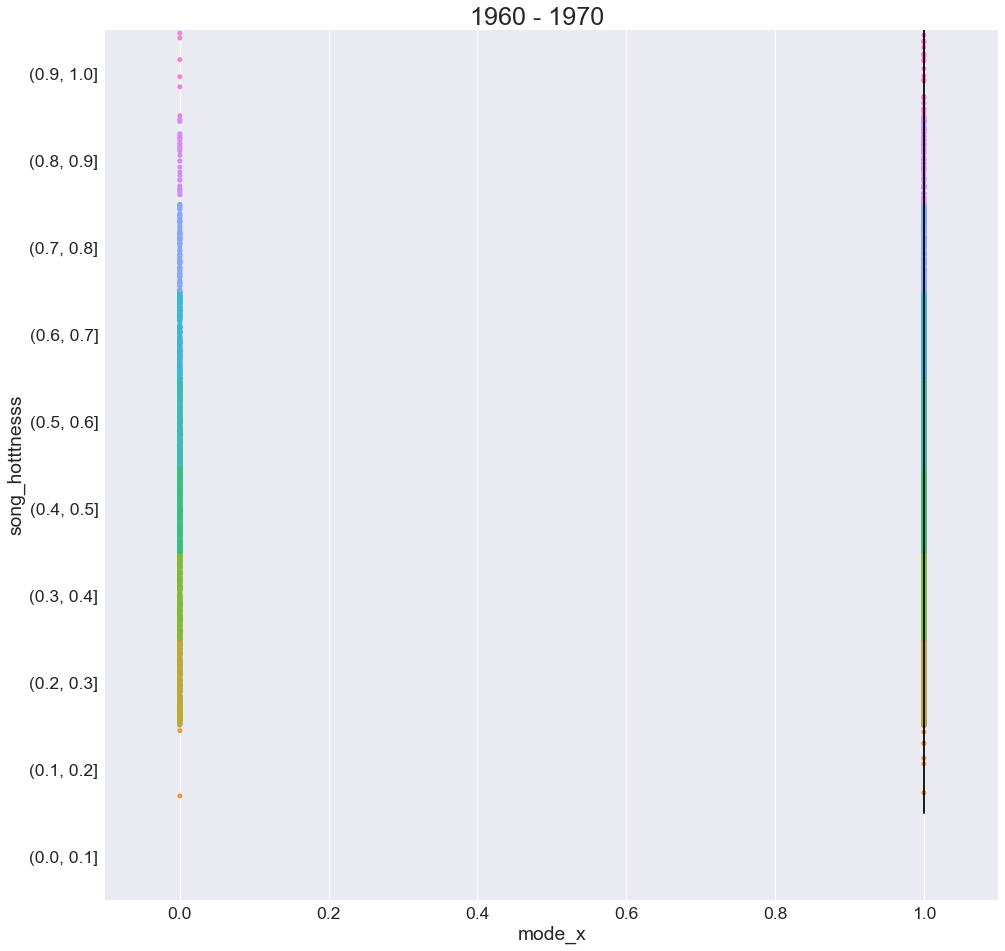 1960 - 1970
song_hotttnesss
(0.9, 1.0]
(0.8, 0.9]
(0.7, 0.8]
(0.6, 0.7]
(0.5, 0.6]
(0.4, 0.5]
(0.3, 0.4]
(0.2, 0.3]
(0.1, 0.2]
(0.0, 0.1]
0.0 0.2 0.4 0.6 0.8 1.0
mode_x